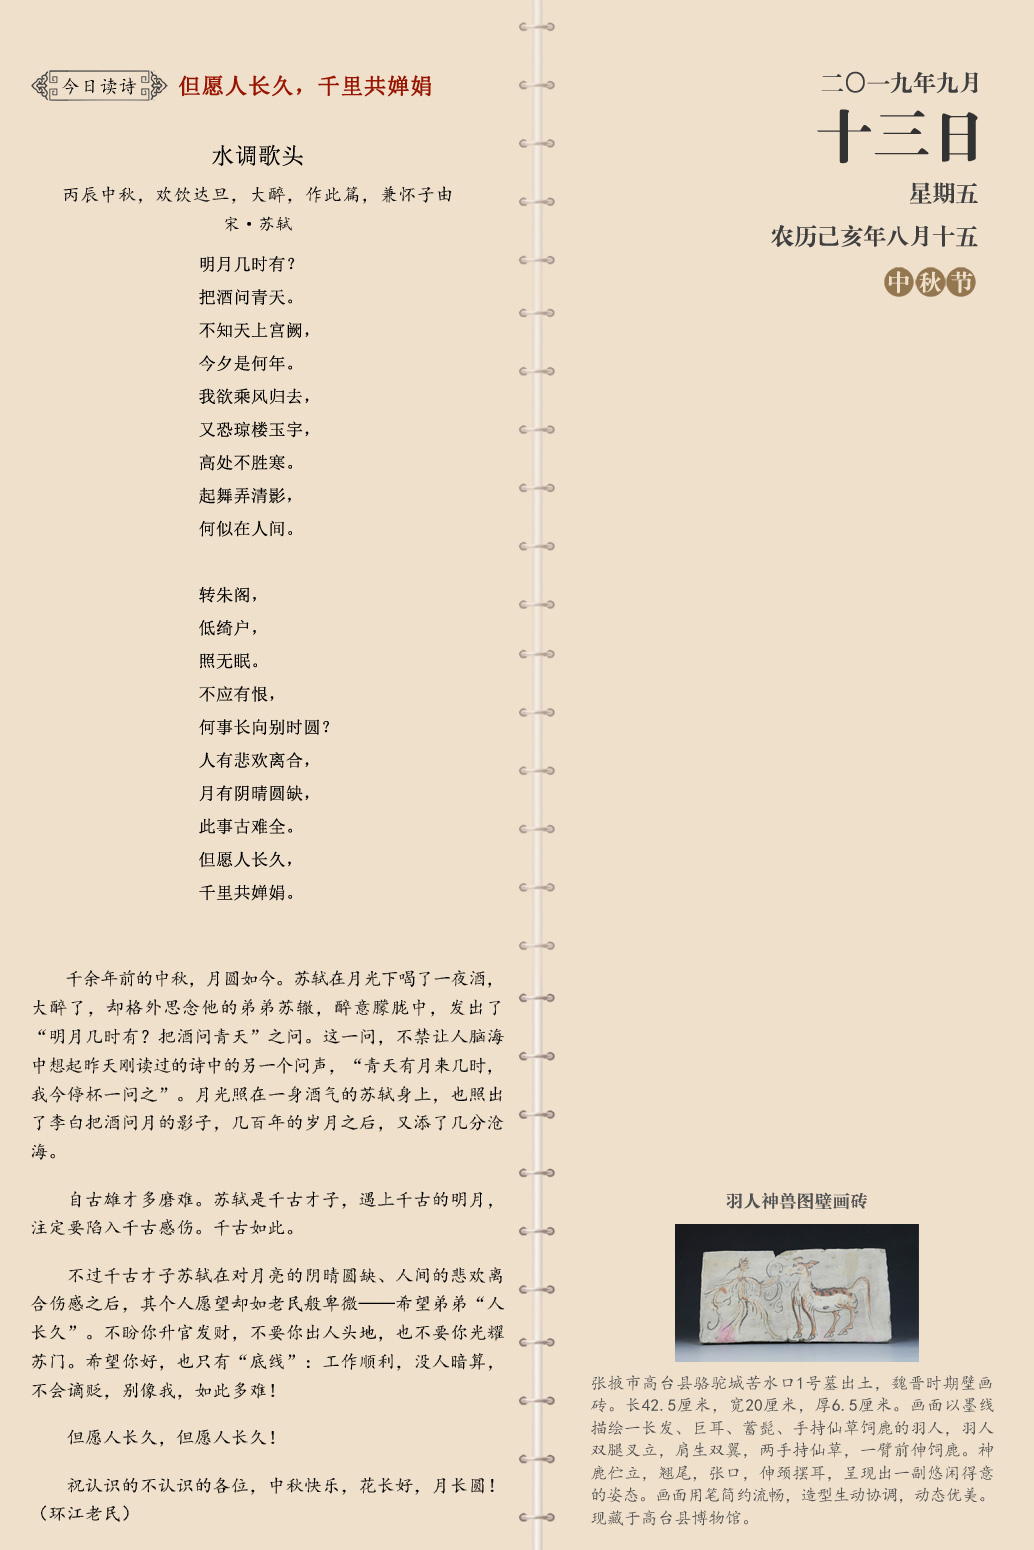 今日读诗 但愿人长久，千里共婵娟
水调歌头
丙辰中秋，欢饮达旦，大醉，作此篇，兼怀子由
宋·苏轼
明月几时有？
把酒问青天。
不知天上宫阙，
今夕是何年。
我欲乘风归去，
又恐琼楼玉宇，
高处不胜寒。
起舞弄清影，
何似在人间。
转朱阁，
低绮户，
照无眠。
不应有恨，
何事长向别时圆？
人有悲欢离合，
月有阴晴圆缺，
此事古难全。
但愿人长久，
千里共婵娟。
千余年前的中秋，月圆如今。苏轼在月光下喝了一夜酒，
大醉了，却格外思念他的弟弟苏辙，醉意朦胧中，发出了
“明月几时有？把酒问青天”之问。这一问，不禁让人脑海
中想起昨天刚读过的诗中的另一个问声，“青天有月来几时，
我今停杯一问之”。月光照在一身酒气的苏轼身上，也照出
了李白把酒问月的影子，几百年的岁月之后，又添了几分沧
海。
自古雄才多磨难。苏轼是千古才子，遇上千古的明月，
注定要陷入千古感伤。千古如此。
不过千古才子苏轼在对月亮的阴晴圆缺、人间的悲欢离
合伤感之后，其个人愿望却如老民般卑微——希望弟弟“人
长久”。不盼你升官发财，不要你出人头地，也不要你光耀
苏门。希望你好，也只有“底线”：工作顺利，没人暗算，
不会谪贬，别像我，如此多难！
但愿人长久，但愿人长久！
祝认识的不认识的各位，中秋快乐，花长好，月长圆！
（环江老民）
二〇一九年九月
十三日
星期五
农历己亥年八月十五
中秋节
羽人神兽图壁画砖
张掖市高台县骆驼城苦水口1号墓出土，魏晋时期壁画
砖。长42.5厘米，宽20厘米，厚6.5厘米。画面以墨线
描绘一长发、巨耳、蓄髭、手持仙草饲鹿的羽人，羽人
双腿叉立，肩生双翼，两手持仙草，一臂前伸饲鹿。神
鹿伫立，翘尾，张口，伸颈摆耳，呈现出一副悠闲得意
的姿态。画面用笔简约流畅，造型生动协调，动态优美。
现藏于高台县博物馆。